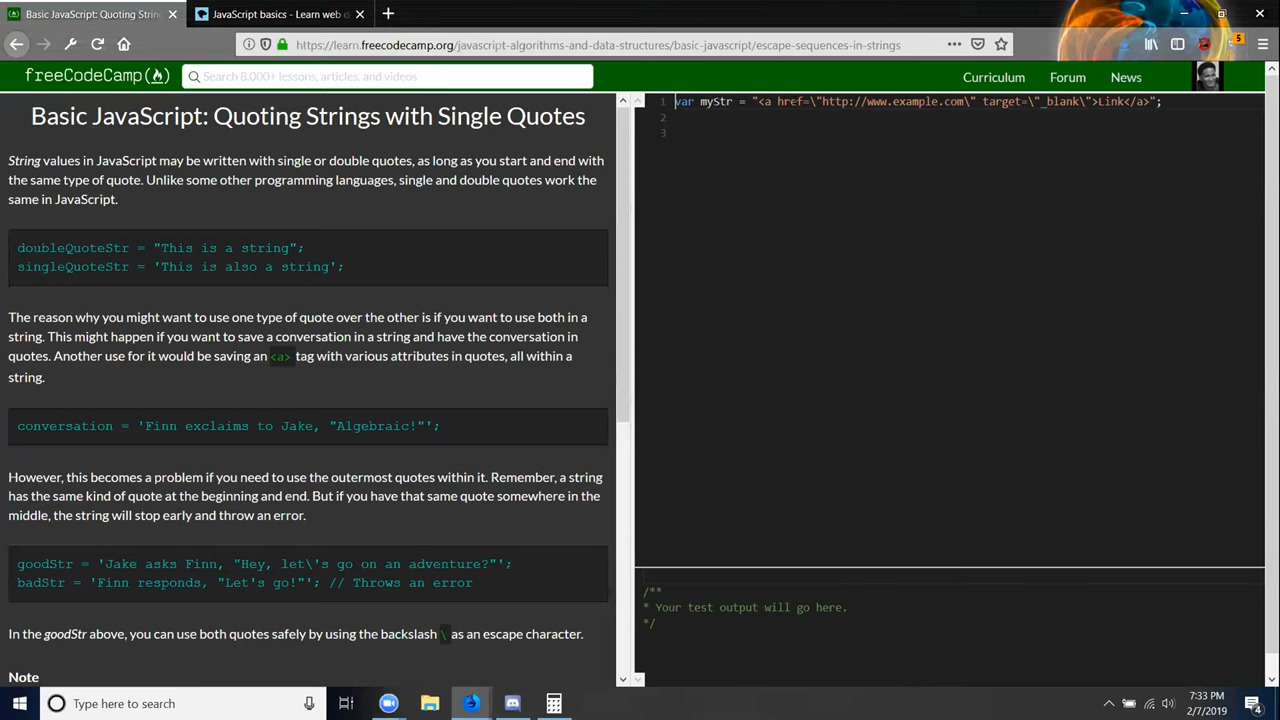 Basic JavaScript: Quoting Strin
JavaScript basics - Learn web d
https://learn.freecodecamp.org/javascript-algorithms-and-data-structures/basic-javascript/escape-sequences-in-strings
5
freeCodeCamp
Search 8,000+ lessons, articles, and videos
Curriculum
Forum
News
Basic JavaScript: Quoting Strings with Single Quotes
String values in JavaScript may be written with single or double quotes, as long as you start and end with
the same type of quote. Unlike some other programming languages, single and double quotes work the
same in JavaScript.
doubleQuoteStr = "This is a string";
singleQuoteStr = 'This is also a string';
The reason why you might want to use one type of quote over the other is if you want to use both in a
string. This might happen if you want to save a conversation in a string and have the conversation in
quotes. Another use for it would be saving an <a> tag with various attributes in quotes, all within a
string.
conversation = 'Finn exclaims to Jake, "Algebraic!"';
However, this becomes a problem if you need to use the outermost quotes within it. Remember, a string
has the same kind of quote at the beginning and end. But if you have that same quote somewhere in the
middle, the string will stop early and throw an error.
goodStr = 'Jake asks Finn, "Hey, let\'s go on an adventure?"';
badStr = 'Finn responds, "Let's go!"'; // Throws an error
In the goodStr above, you can use both quotes safely by using the backslash \ as an escape character.
Note
1 var myStr = "<a href=\"http://www.example.com\" target=\"_blank\">Link</a>";
2
3
/**
* Your test output will go here.
*/
Type here to search
7:33 PM
2/7/2019
4